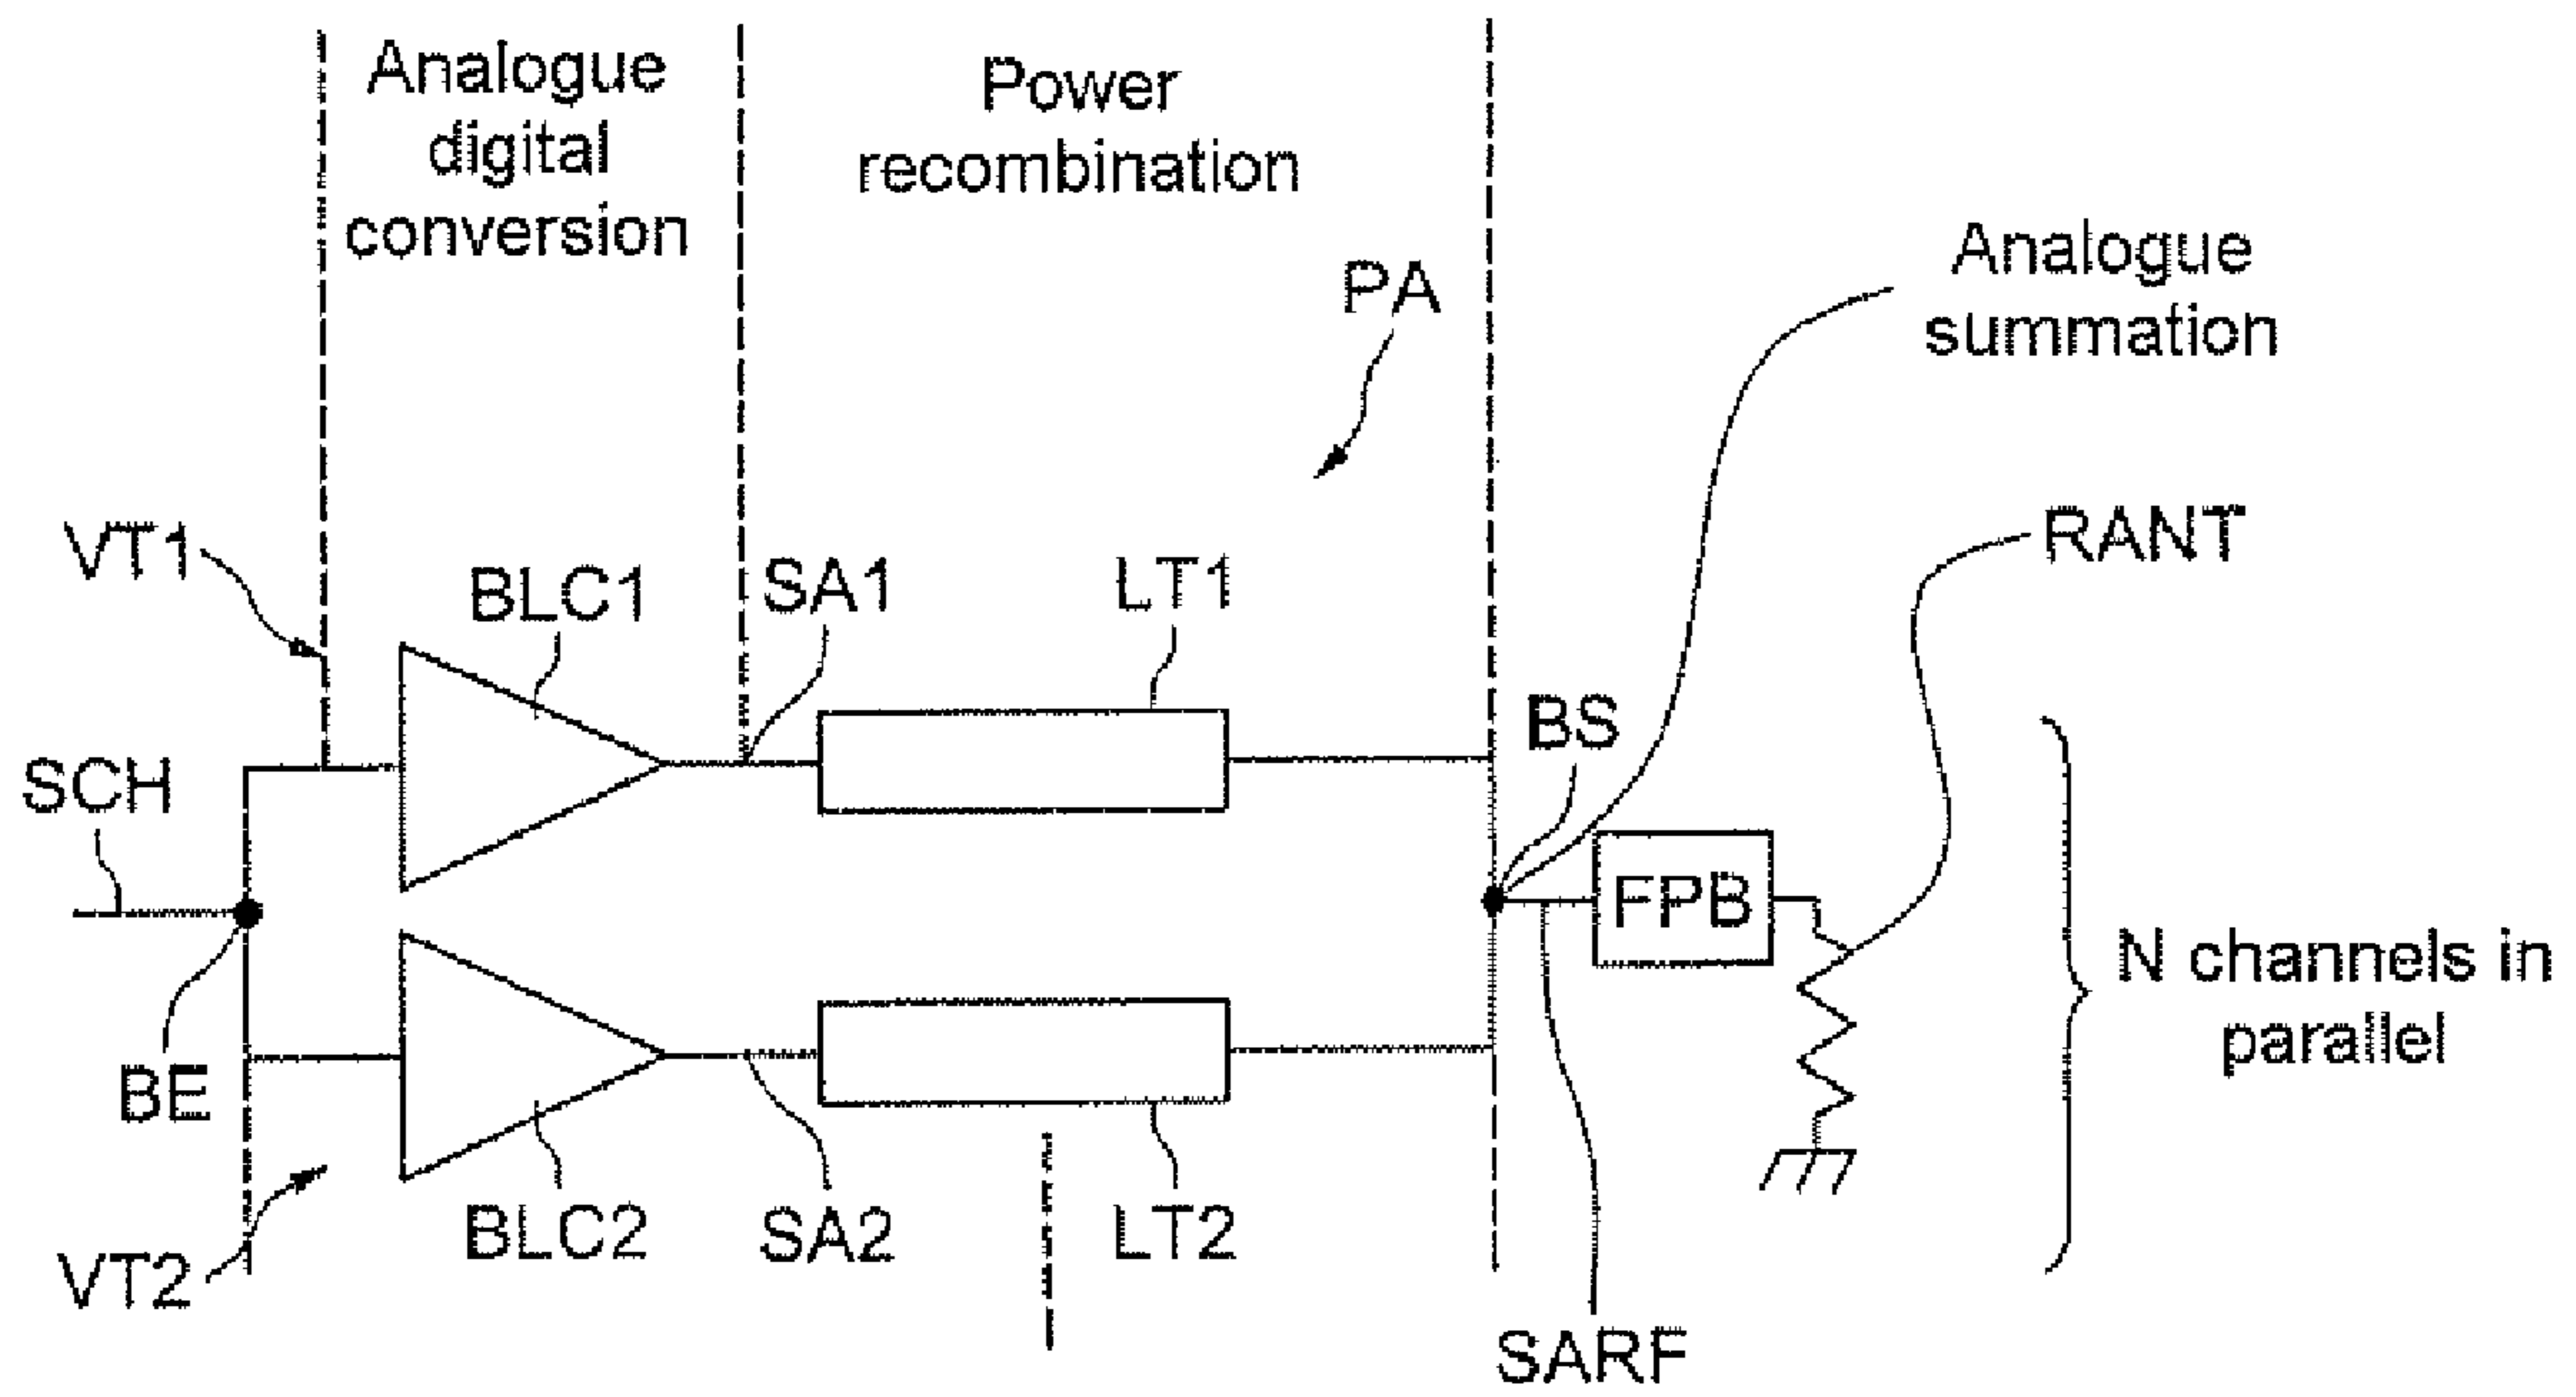 Analogue
digital
conversion
Power
recombination
PA
Analogue
summation
VT1
BLC1
SA1
LT1
RANT
SCH
BS
FPB
N channels in
parallel
BE
VT2
BLC2
SA2
LT2
SARF